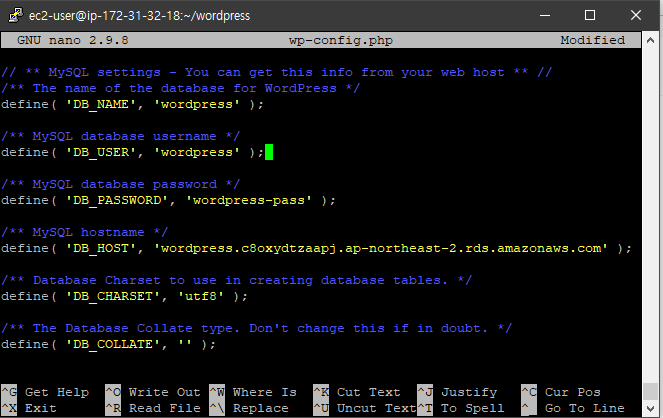 ec2-user@ip-172-31-32-18:~/wordpress
GNU nano 2.9.8 wp-config.php Modified
// ** MySQL settings - You can get this info from your web host ** //
/** The name of the database for WordPress */
define( 'DB_NAME', 'wordpress' );
/** MySQL database username */
define( 'DB_USER', 'wordpress' );
/** MySQL database password */
define( 'DB_PASSWORD', 'wordpress-pass' );
/** MySQL hostname */
define( 'DB_HOST', 'wordpress.c8oxydtzaapj.ap-northeast-2.rds.amazonaws.com' );
/** Database Charset to use in creating database tables. */
define( 'DB_CHARSET', 'utf8' );
/** The Database Collate type. Don't change this if in doubt. */
define( 'DB_COLLATE', '' );
^G Get Help ^O Write Out ^W Where Is ^K Cut Text ^J Justify ^C Cur Pos
^X Exit ^R Read File ^\ Replace ^U Uncut Text^T To Spell ^_ Go To Line